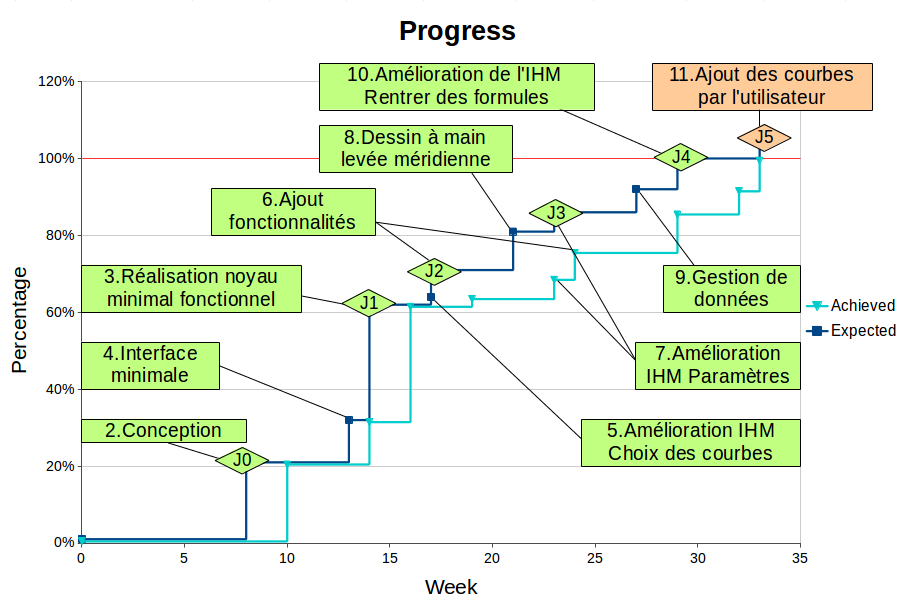 Progress
10.Amélioration de l'IHM
Rentrer des formules
11.Ajout des courbes
par l'utilisateur
120%
J5
8.Dessin à main
levée méridienne
J4
100%
6.Ajout
fonctionnalités
J3
80%
J2
3.Réalisation noyau
minimal fonctionnel
9.Gestion de
données
J1
60%
Achieved
Expected
4.Interface
minimale
7.Amélioration
IHM Paramètres
40%
2.Conception
5.Amélioration IHM
Choix des courbes
J0
20%
0%
0 5 10 15 20 25 30 35
Week
Percentage